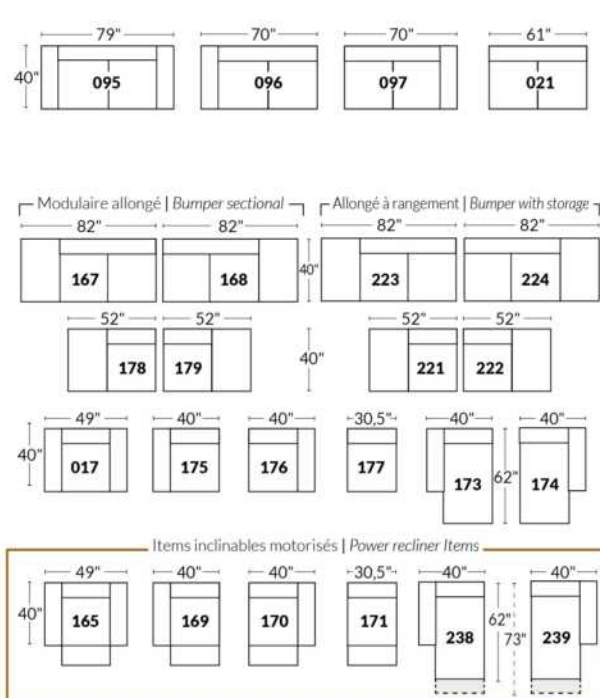 79" 70" 70" 61"
40" 095 096 097 021
Modulaire allongé | Bumper sectional Allongé à rangement | Bumper with storage
82" 82" 82" 82"
167 168 40" 223 224
52" 52" 52" 52"
178 179 40" 221 222
49" 40" 40" 30,5" 40" 40"
40" 017 175 176 177 173 62" 174
Items inclinables motorisés | Power recliner Items
49" 40" 40" 30,5" 40" 40"
40" 165 169 170 171 238 62" 73" 239